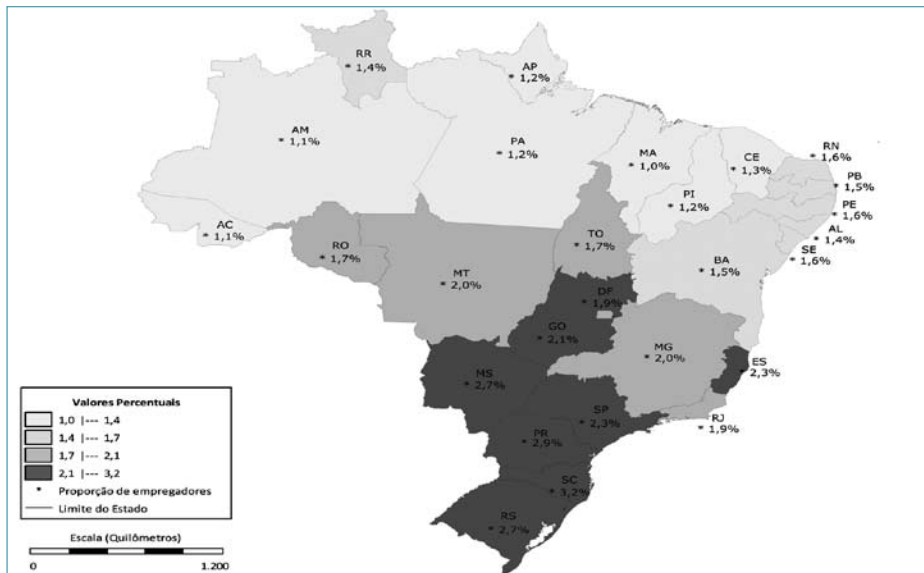 RR
1,4%
AP
1,2%
AM
1,1%
PA
1,2%
MA
1,0%
CE
1,3%
RN
1,6%
PB
1,5%
PI
1,2%
PE
1,6%
AL
1,4%
SE
1,6%
AC
1,1%
RO
1,7%
TO
1,7%
BA
1,5%
MT
2,0%
DF
1,9%
GO
2,1%
MG
2,0%
ES
2,3%
MS
2,7%
SP
2,3%
RJ
1,9%
PR
2,9%
SC
3,2%
RS
2,7%
Valores Percentuais
1,0 |--- 1,4
1,4 |--- 1,7
1,7 |--- 2,1
2,1 |--- 3,2
Proporção de empregadores
Limite do Estado
Escala (Quilômetros)
0 1.200